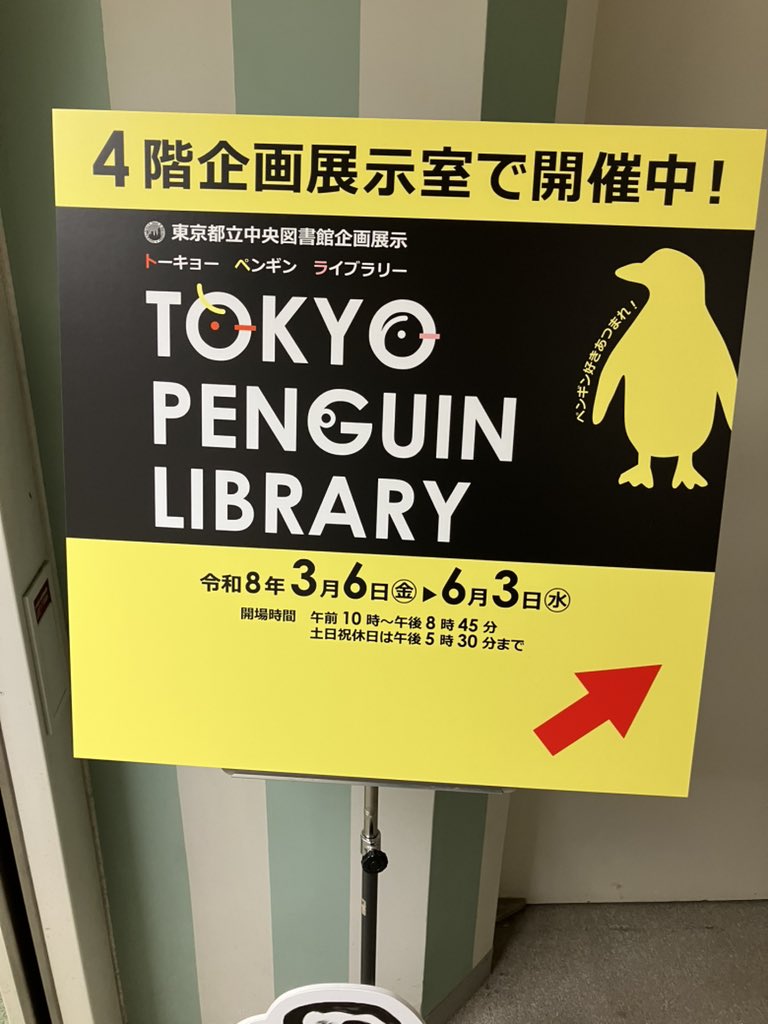 4階企画展示室で開催中！
東京都立中央図書館企画展示
トーキョー ペンギン ライブラリー
TOKYO
PENGUIN
LIBRARY
ペンギン好きあつまれ！
令和8年3月6日㊎▶6月3日㊌
開場時間 午前10時～午後8時45分
土日祝休日は午後5時30分まで